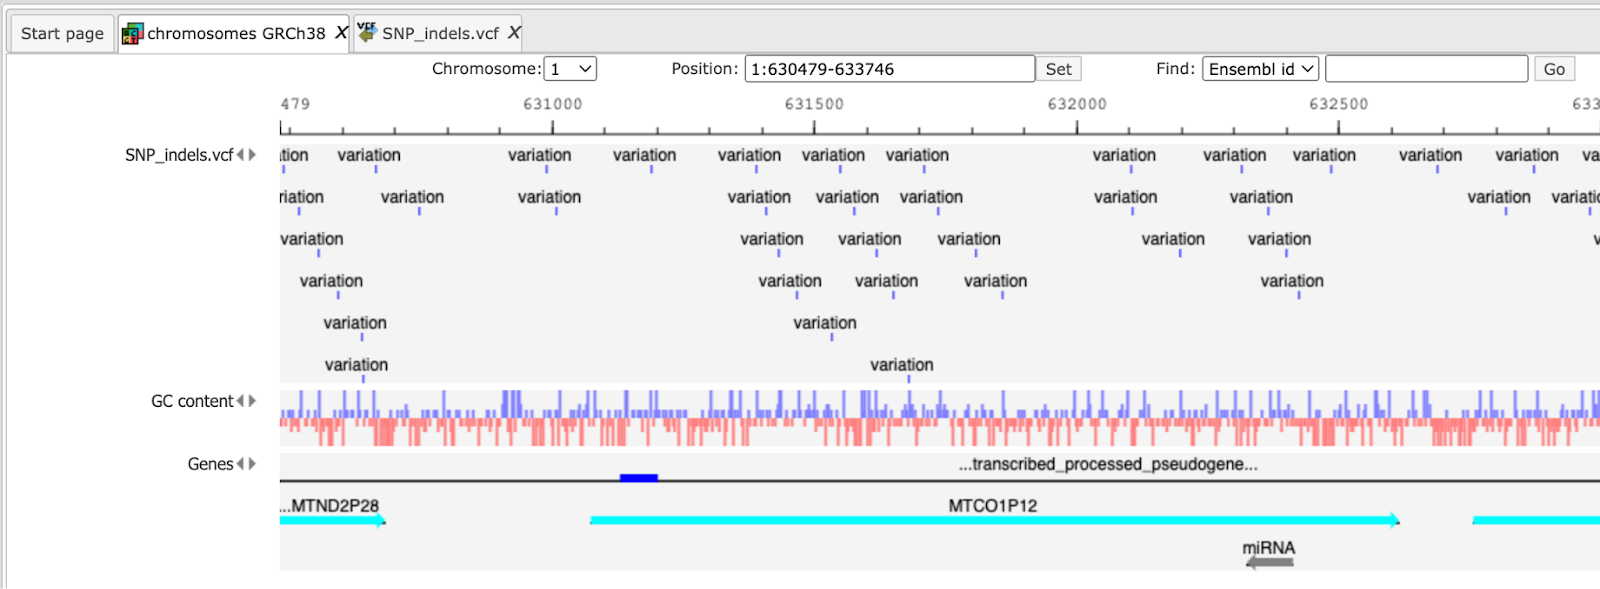 Start page chromosomes GRCh38 X VCF SNP_indels.vcf X
Chromosome: 1 Position: 1:630479-633746 Set Find: Ensembl id Go
479 631000 631500 632000 632500 633
SNP_indels.vcf tion variation variation variation variation variation variation variation variation variation variation variation va
riation variation variation variation variation variation variation variation variation variatio
variation variation variation variation variation variation v
variation variation variation variation variation
variation variation
variation variation
GC content
Genes ...transcribed_processed_pseudogene...
...MTND2P28 MTCO1P12
miRNA